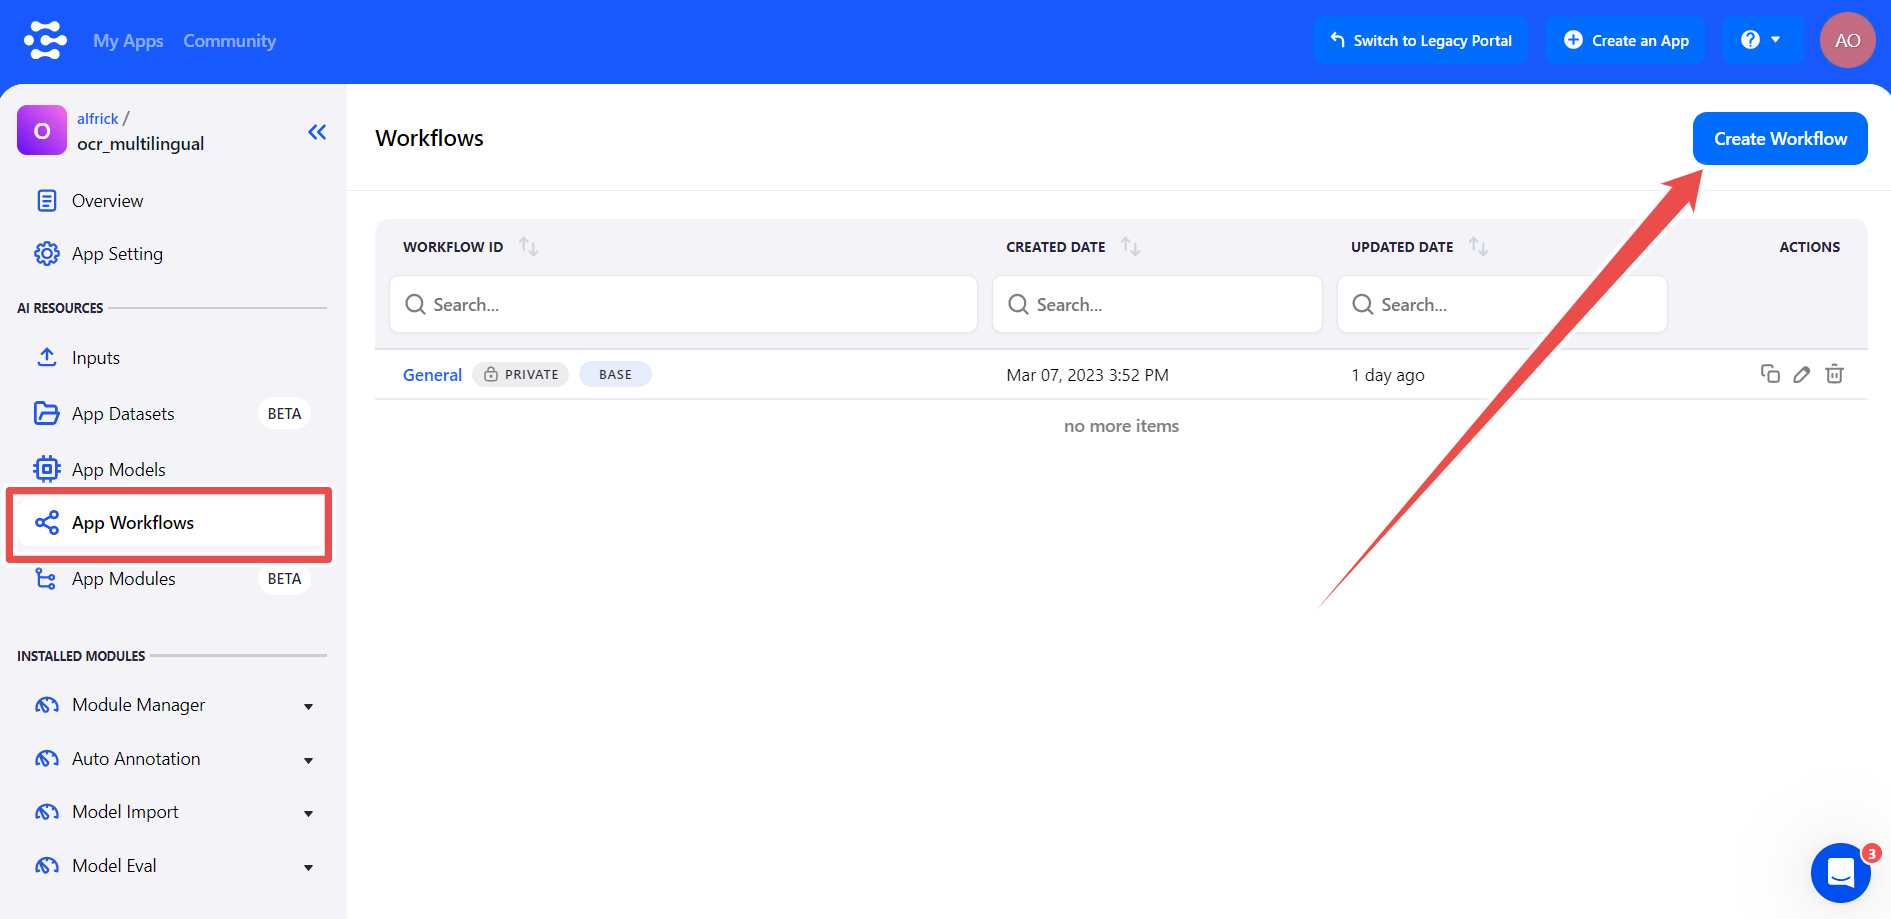 My Apps Community
Switch to Legacy Portal
Create an App
?
AO
O
alfrick /
ocr_multilingual
Overview
App Setting
AI RESOURCES
Inputs
App Datasets BETA
App Models
App Workflows
App Modules BETA
INSTALLED MODULES
Module Manager
Auto Annotation
Model Import
Model Eval
Workflows
Create Workflow
WORKFLOW ID CREATED DATE UPDATED DATE ACTIONS
Search... Search... Search...
General PRIVATE BASE Mar 07, 2023 3:52 PM 1 day ago
no more items
3